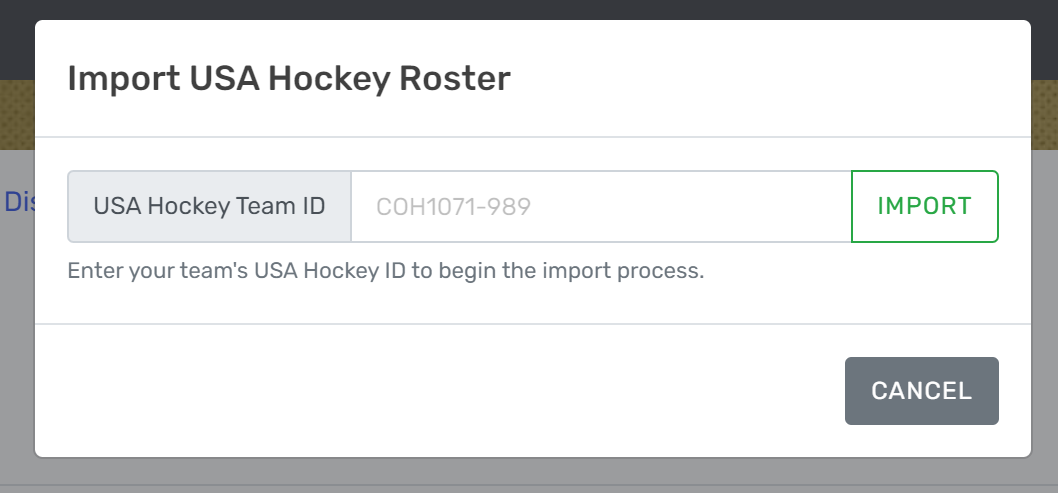 Import USA Hockey Roster
USA Hockey Team ID COH1071-989 IMPORT
Enter your team's USA Hockey ID to begin the import process.
CANCEL